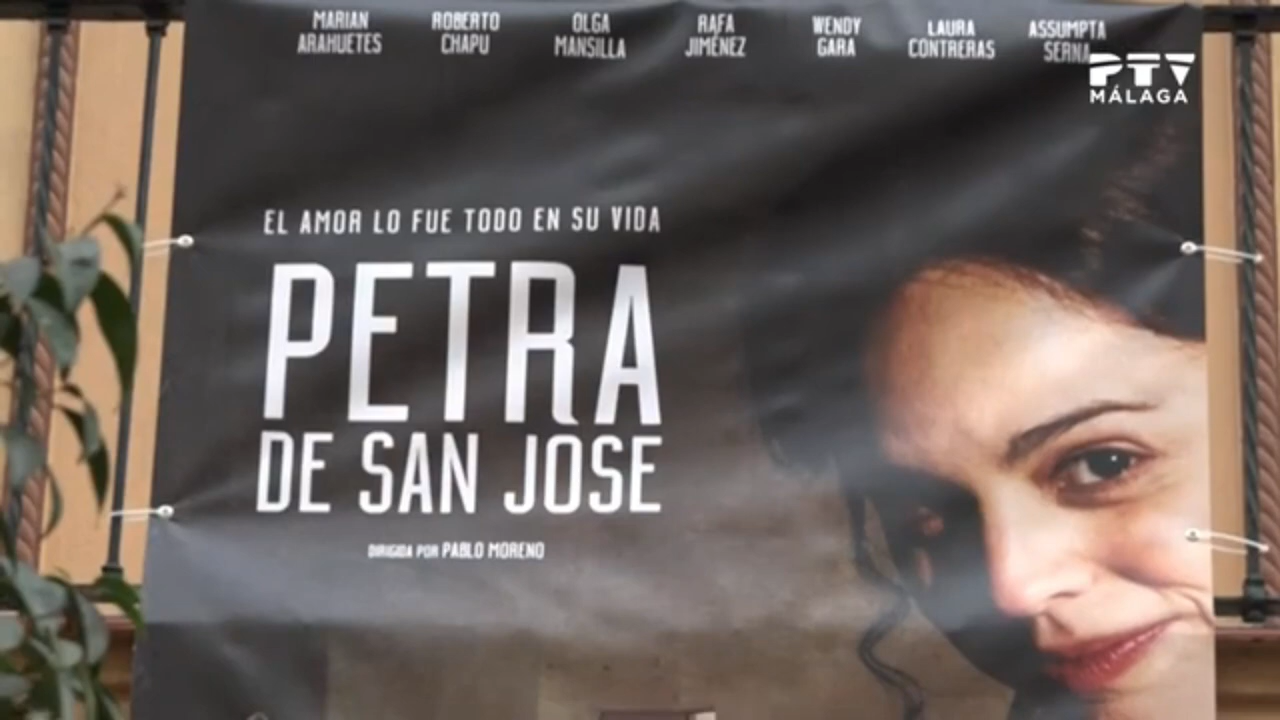 MARIAN ARAHUETES
ROBERTO CHAPU
OLGA MANSILLA
RAFA JIMÉNEZ
WENDY GARA
LAURA CONTRERAS
ASSUMPTA SERNA
PTV
MÁLAGA
EL AMOR LO FUE TODO EN SU VIDA
PETRA
DE SAN JOSE
DIRIGIDA POR PABLO MORENO